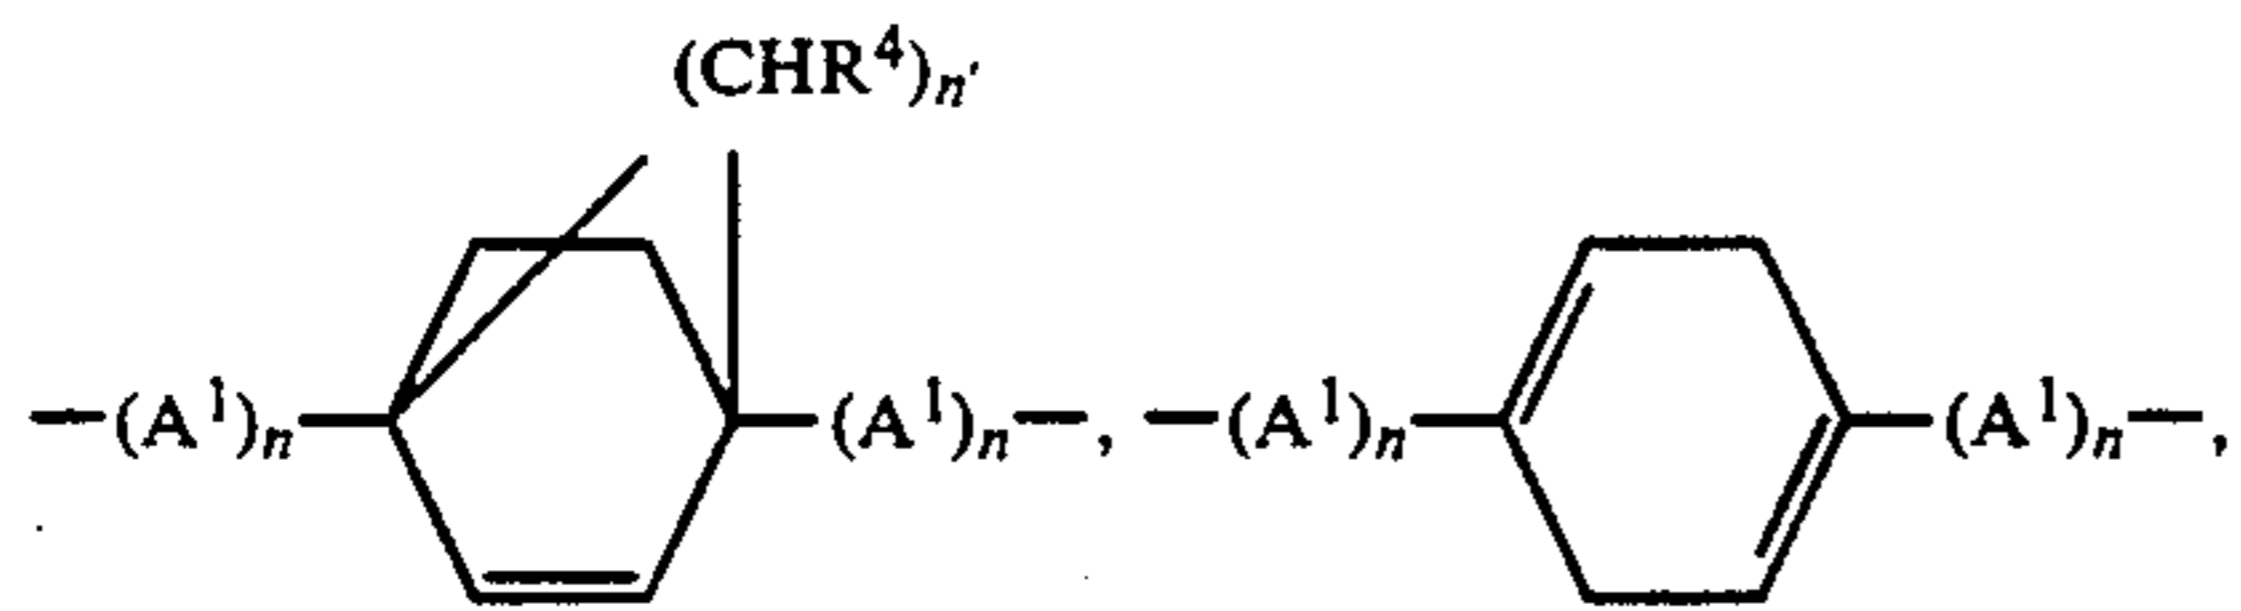 (CHR⁴)ₙ′
—(A¹)ₙ— —(A¹)ₙ—, —(A¹)ₙ— —(A¹)ₙ—,